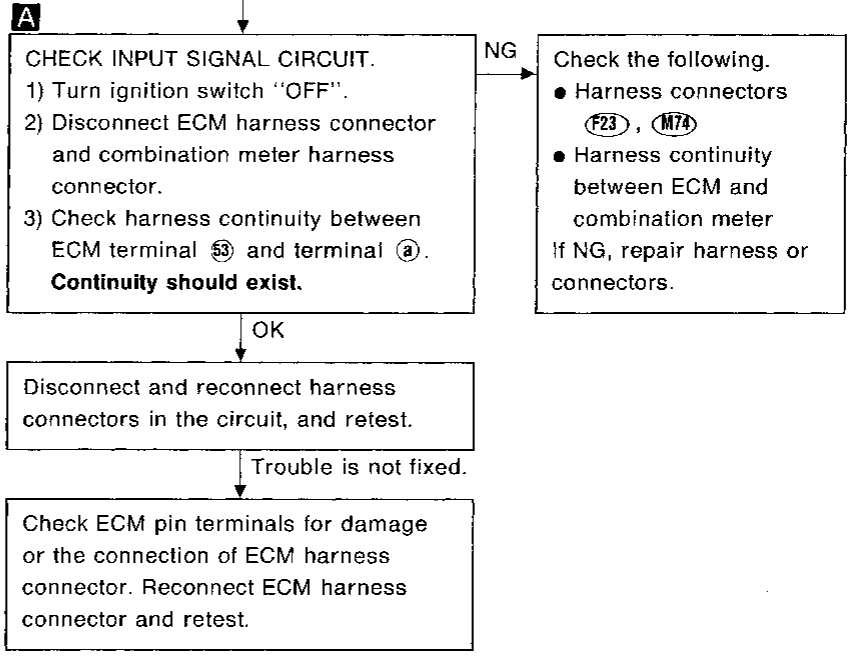 A
CHECK INPUT SIGNAL CIRCUIT.
1) Turn ignition switch "OFF".
2) Disconnect ECM harness connector
and combination meter harness
connector.
3) Check harness continuity between
ECM terminal 53 and terminal a .
Continuity should exist.
NG
Check the following.
● Harness connectors
F23 , M74
● Harness continuity
between ECM and
combination meter
If NG, repair harness or
connectors.
OK
Disconnect and reconnect harness
connectors in the circuit, and retest.
Trouble is not fixed.
Check ECM pin terminals for damage
or the connection of ECM harness
connector. Reconnect ECM harness
connector and retest.